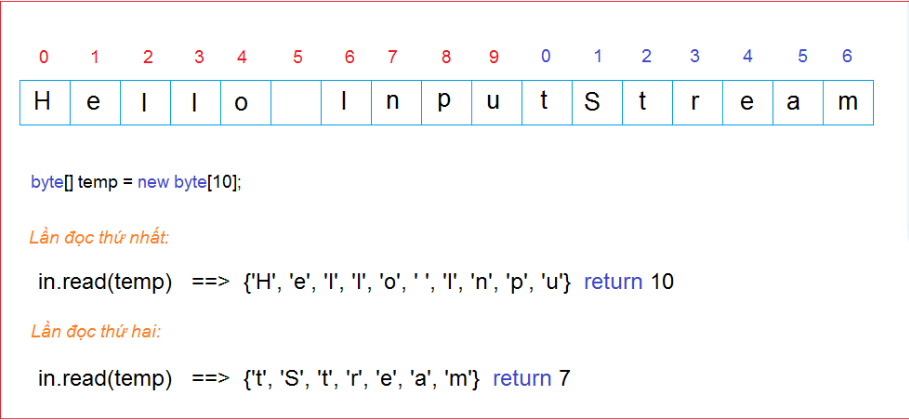 0 1 2 3 4 5 6 7 8 9 0 1 2 3 4 5 6
H e l l o I n p u t S t r e a m
byte[] temp = new byte[10];
Lần đọc thứ nhất:
in.read(temp) ==> {'H', 'e', 'l', 'l', 'o', ' ', 'I', 'n', 'p', 'u'} return 10
Lần đọc thứ hai:
in.read(temp) ==> {'t', 'S', 't', 'r', 'e', 'a', 'm'} return 7